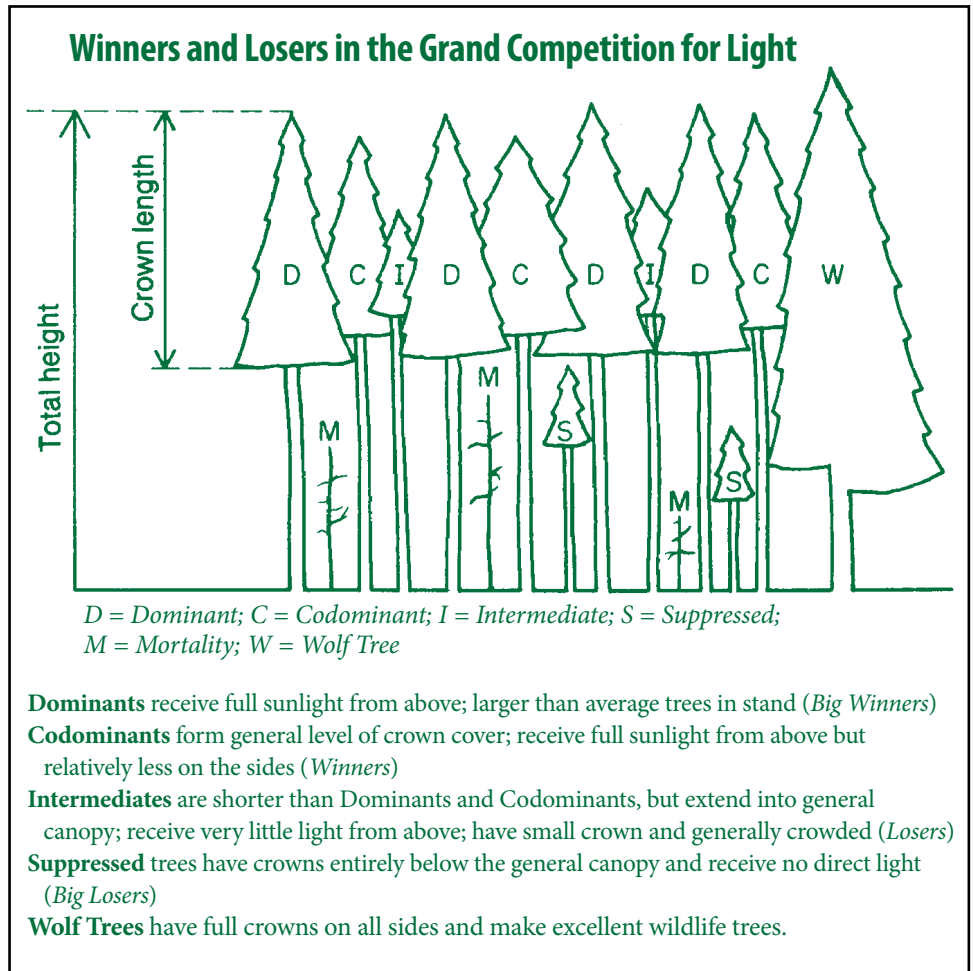 Winners and Losers in the Grand Competition for Light
Total height
Crown length
D
C
I
D
C
D
I
D
C
W
M
M
S
M
S
D = Dominant; C = Codominant; I = Intermediate; S = Suppressed;
M = Mortality; W = Wolf Tree
Dominants receive full sunlight from above; larger than average trees in stand (Big Winners)
Codominants form general level of crown cover; receive full sunlight from above but
relatively less on the sides (Winners)
Intermediates are shorter than Dominants and Codominants, but extend into general
canopy; receive very little light from above; have small crown and generally crowded (Losers)
Suppressed trees have crowns entirely below the general canopy and receive no direct light
(Big Losers)
Wolf Trees have full crowns on all sides and make excellent wildlife trees.